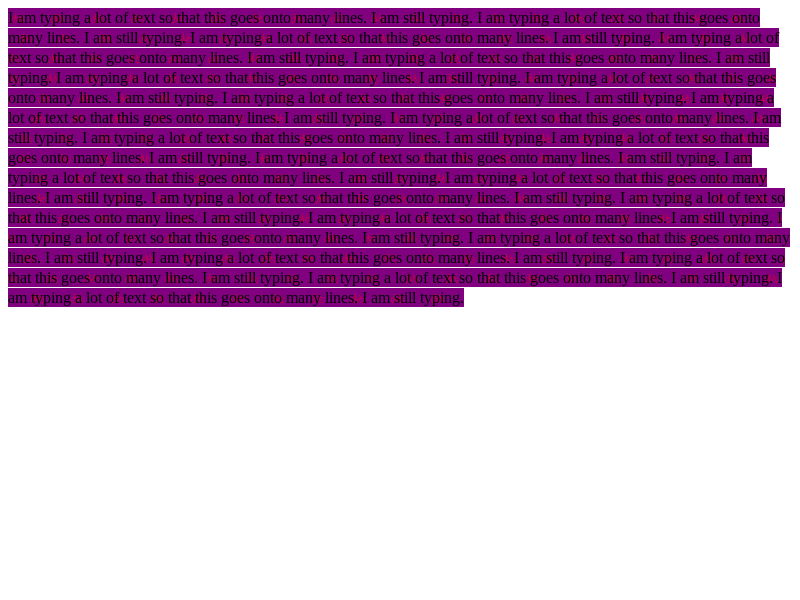 I am typing a lot of text so that this goes onto many lines. I am still typing. I am typing a lot of text so that this goes onto
many lines. I am still typing. I am typing a lot of text so that this goes onto many lines. I am still typing. I am typing a lot of
text so that this goes onto many lines. I am still typing. I am typing a lot of text so that this goes onto many lines. I am still
typing. I am typing a lot of text so that this goes onto many lines. I am still typing. I am typing a lot of text so that this goes
onto many lines. I am still typing. I am typing a lot of text so that this goes onto many lines. I am still typing. I am typing a
lot of text so that this goes onto many lines. I am still typing. I am typing a lot of text so that this goes onto many lines. I am
still typing. I am typing a lot of text so that this goes onto many lines. I am still typing. I am typing a lot of text so that this
goes onto many lines. I am still typing. I am typing a lot of text so that this goes onto many lines. I am still typing. I am
typing a lot of text so that this goes onto many lines. I am still typing. I am typing a lot of text so that this goes onto many
lines. I am still typing. I am typing a lot of text so that this goes onto many lines. I am still typing. I am typing a lot of text so
that this goes onto many lines. I am still typing. I am typing a lot of text so that this goes onto many lines. I am still typing. I
am typing a lot of text so that this goes onto many lines. I am still typing. I am typing a lot of text so that this goes onto many
lines. I am still typing. I am typing a lot of text so that this goes onto many lines. I am still typing. I am typing a lot of text so
that this goes onto many lines. I am still typing. I am typing a lot of text so that this goes onto many lines. I am still typing. I
am typing a lot of text so that this goes onto many lines. I am still typing.